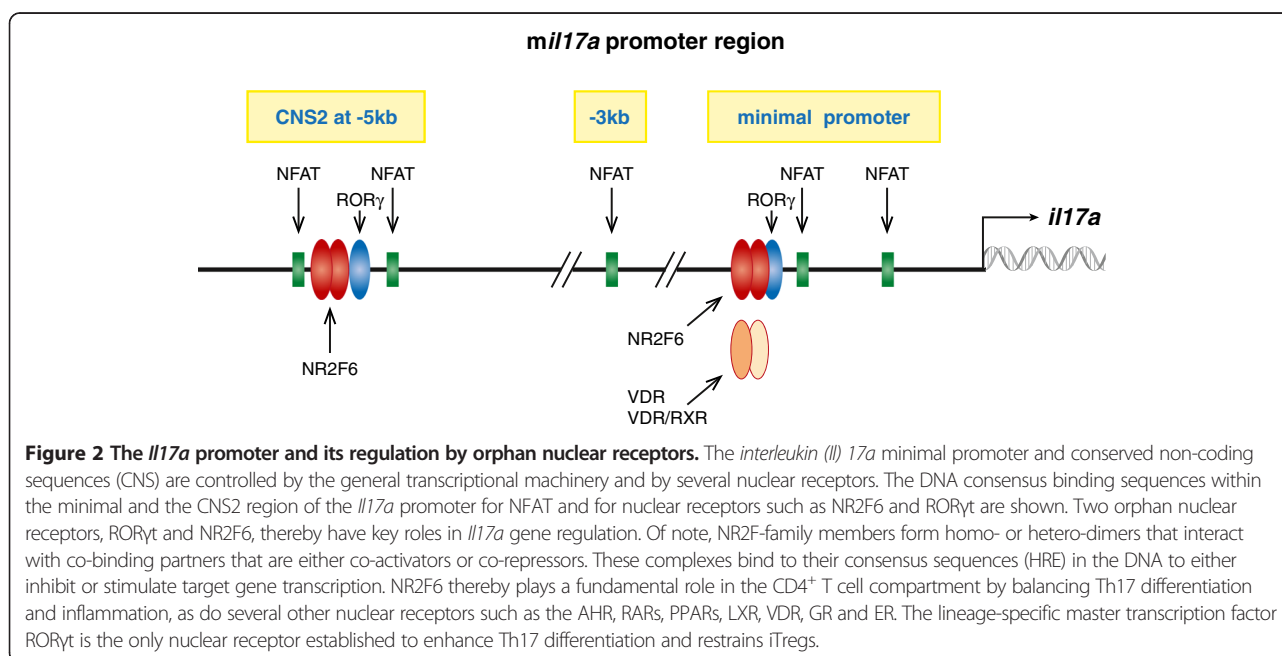 mil17a promoter region
CNS2 at -5kb
-3kb
minimal promoter
NFAT
NFAT
NFAT
NFAT
NFAT
RORγ
RORγ
il17a
NR2F6
NR2F6
VDR
VDR/RXR
Figure 2 The Il17a promoter and its regulation by orphan nuclear receptors. The interleukin (Il) 17a minimal promoter and conserved non-coding
sequences (CNS) are controlled by the general transcriptional machinery and by several nuclear receptors. The DNA consensus binding sequences within
the minimal and the CNS2 region of the Il17a promoter for NFAT and for nuclear receptors such as NR2F6 and RORγt are shown. Two orphan nuclear
receptors, RORγt and NR2F6, thereby have key roles in Il17a gene regulation. Of note, NR2F-family members form homo- or hetero-dimers that interact
with co-binding partners that are either co-activators or co-repressors. These complexes bind to their consensus sequences (HRE) in the DNA to either
inhibit or stimulate target gene transcription. NR2F6 thereby plays a fundamental role in the CD4⁺ T cell compartment by balancing Th17 differentiation
and inflammation, as do several other nuclear receptors such as the AHR, RARs, PPARs, LXR, VDR, GR and ER. The lineage-specific master transcription factor
RORγt is the only nuclear receptor established to enhance Th17 differentiation and restrains iTregs.